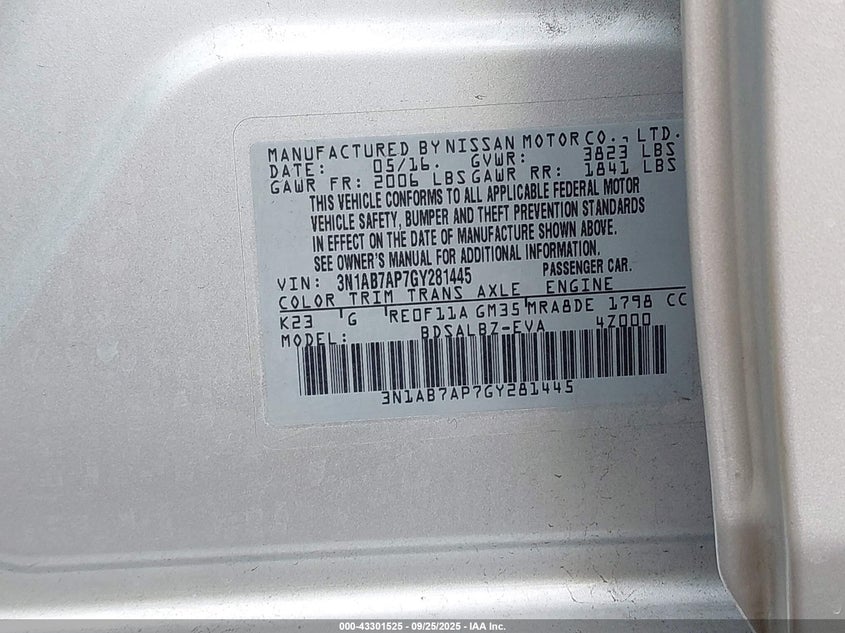 MANUFACTURED BY NISSAN MOTOR CO., LTD.
DATE: 05/16. GVWR: 3823 LBS
GAWR FR: 2006 LBS GAWR RR: 1841 LBS
THIS VEHICLE CONFORMS TO ALL APPLICABLE FEDERAL MOTOR
VEHICLE SAFETY, BUMPER AND THEFT PREVENTION STANDARDS
IN EFFECT ON THE DATE OF MANUFACTURE SHOWN ABOVE.
SEE OWNER'S MANUAL FOR ADDITIONAL INFORMATION.
VIN: 3N1AB7AP7GY281445 PASSENGER CAR.
COLOR TRIM TRANS AXLE ENGINE
K23 G RE0F11A GM35 MRA8DE 1798 CC
MODEL: BDSALBZ-EVA 4Z000
3N1AB7AP7GY281445
000-43301525 - 09/25/2025 - IAA Inc.